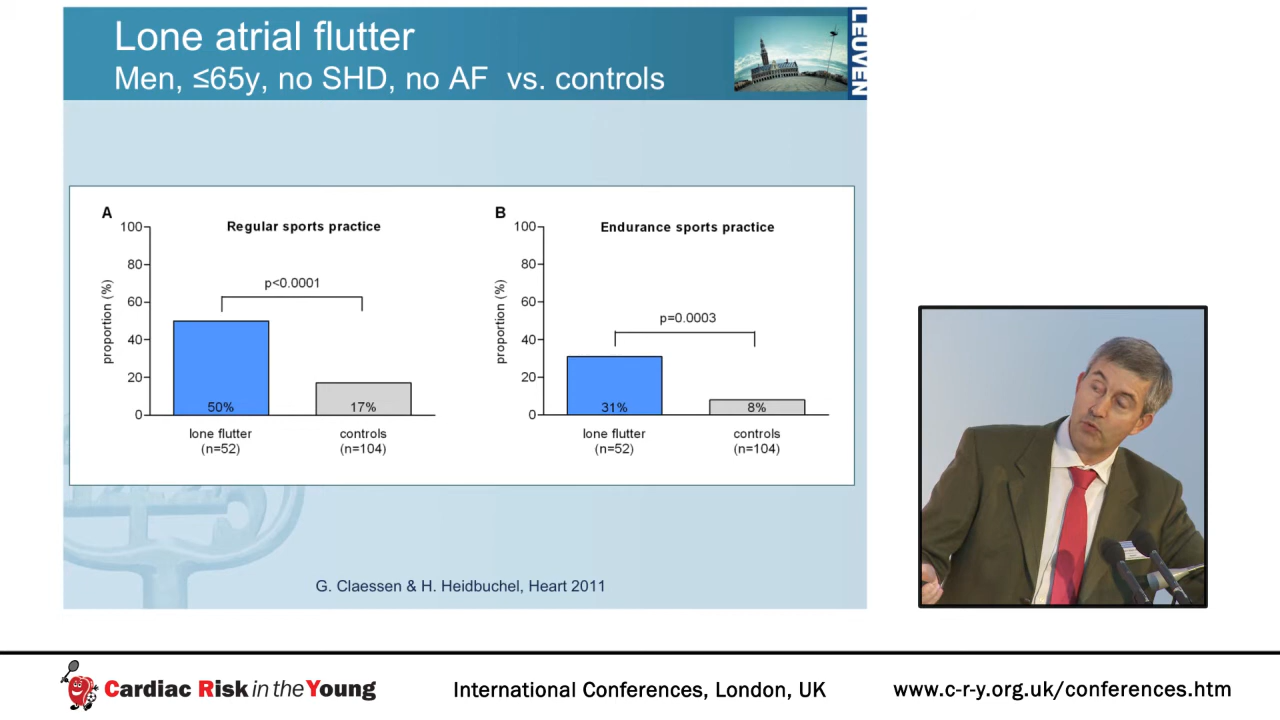 Lone atrial flutter
Men, ≤65y, no SHD, no AF vs. controls
LEUVEN
A
Regular sports practice
100
80
60
40
20
0
proportion (%)
p<0.0001
50%
17%
lone flutter
(n=52)
controls
(n=104)
B
Endurance sports practice
100
80
60
40
20
0
proportion (%)
p=0.0003
31%
8%
lone flutter
(n=52)
controls
(n=104)
G. Claessen & H. Heidbuchel, Heart 2011
Cardiac Risk in the Young
International Conferences, London, UK
www.c-r-y.org.uk/conferences.htm